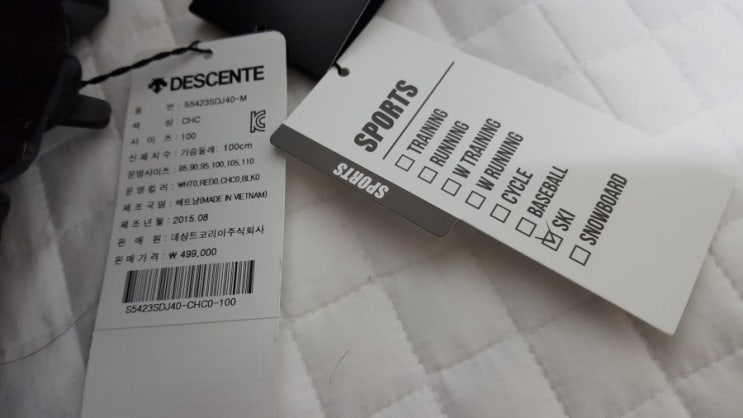 DESCENTE
품 번 : S5423SDJ40-M
색 상 : CHC
사 이 즈 : 100
신체치수 : 가슴둘레: 100cm
운영사이즈 : 85,90,95,100,105,110
운영컬러 : WHT0,RED0,CHC0,BLK0
제조국명 : 베트남(MADE IN VIETNAM)
제조년월 : 2015.08
판 매 원 : 데상트코리아주식회사
판매가격 : ₩ 499,000
S5423SDJ40-CHC0-100
SPORTS
TRAINING
RUNNING
W TRAINING
W RUNNING
CYCLE
BASEBALL
SKI
SNOWBOARD
SPORTS